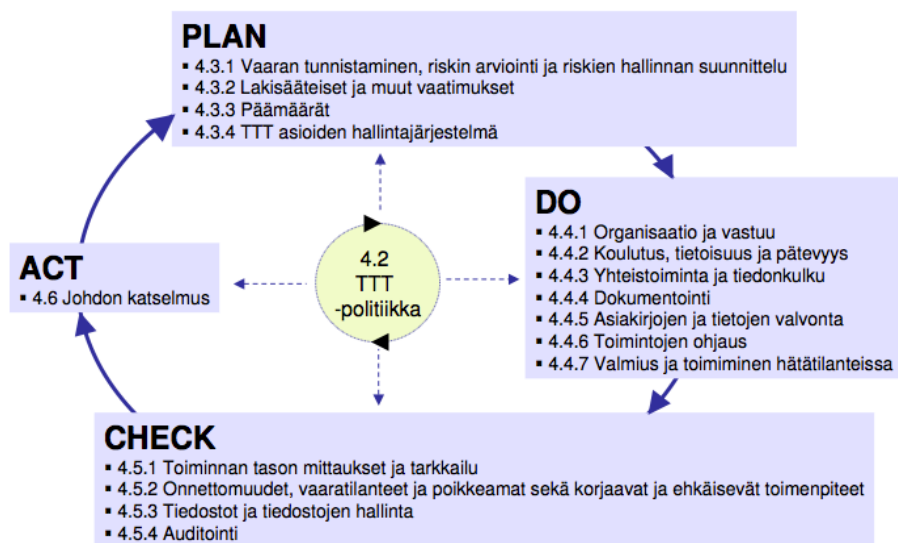 PLAN
▪ 4.3.1 Vaaran tunnistaminen, riskin arviointi ja riskien hallinnan suunnittelu
▪ 4.3.2 Lakisääteiset ja muut vaatimukset
▪ 4.3.3 Päämäärät
▪ 4.3.4 TTT asioiden hallintajärjestelmä
DO
▪ 4.4.1 Organisaatio ja vastuu
▪ 4.4.2 Koulutus, tietoisuus ja pätevyys
▪ 4.4.3 Yhteistoiminta ja tiedonkulku
▪ 4.4.4 Dokumentointi
▪ 4.4.5 Asiakirjojen ja tietojen valvonta
▪ 4.4.6 Toimintojen ohjaus
▪ 4.4.7 Valmius ja toimiminen hätätilanteissa
4.2
TTT
-politiikka
ACT
▪ 4.6 Johdon katselmus
CHECK
▪ 4.5.1 Toiminnan tason mittaukset ja tarkkailu
▪ 4.5.2 Onnettomuudet, vaaratilanteet ja poikkeamat sekä korjaavat ja ehkäisevät toimenpiteet
▪ 4.5.3 Tiedostot ja tiedostojen hallinta
▪ 4.5.4 Auditointi